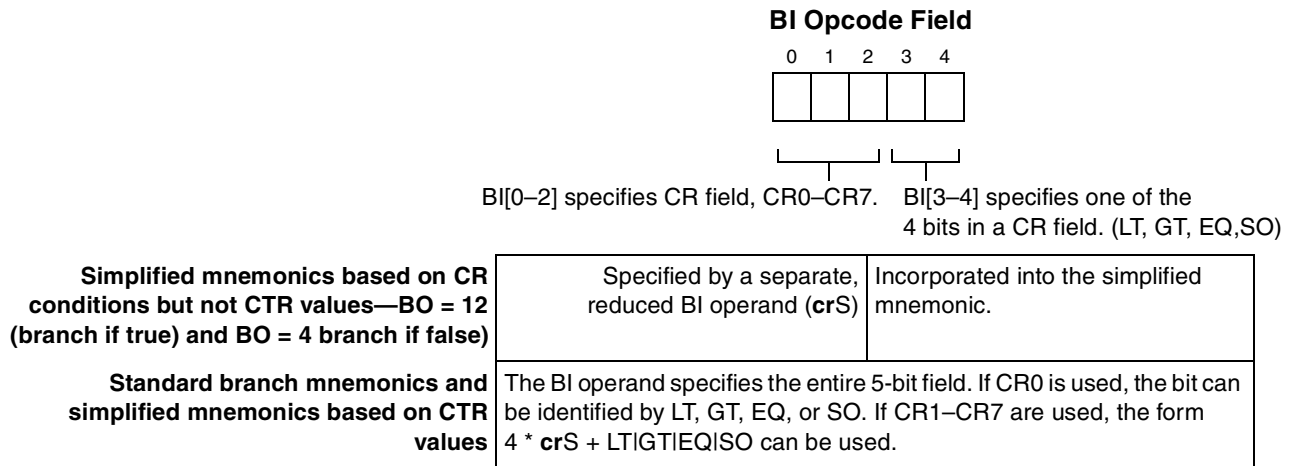 BI Opcode Field
0 1 2 3 4
BI[0–2] specifies CR field, CR0–CR7.
BI[3–4] specifies one of the
4 bits in a CR field. (LT, GT, EQ,SO)
Simplified mnemonics based on CR
conditions but not CTR values—BO = 12
(branch if true) and BO = 4 branch if false)
Specified by a separate,
reduced BI operand (crS)
Incorporated into the simplified
mnemonic.
Standard branch mnemonics and
simplified mnemonics based on CTR
values
The BI operand specifies the entire 5-bit field. If CR0 is used, the bit can
be identified by LT, GT, EQ, or SO. If CR1–CR7 are used, the form
4 * crS + LT|GT|EQ|SO can be used.